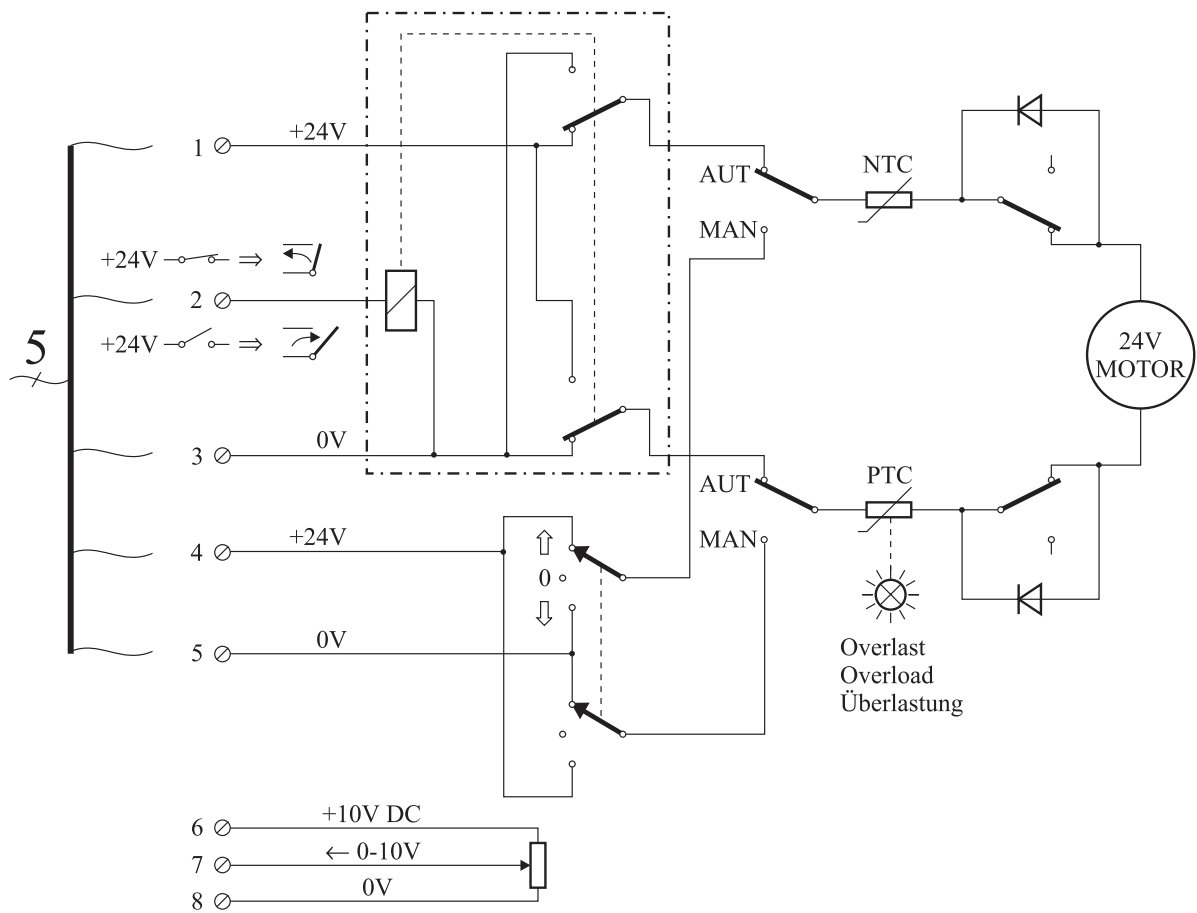 1
+24V
AUT
NTC
MAN
+24V
⇒
2
5
+24V
⇒
24V
MOTOR
3
0V
AUT
PTC
4
+24V
MAN
0
5
0V
Overlast
Overload
Überlastung
6
+10V DC
7
← 0-10V
8
0V